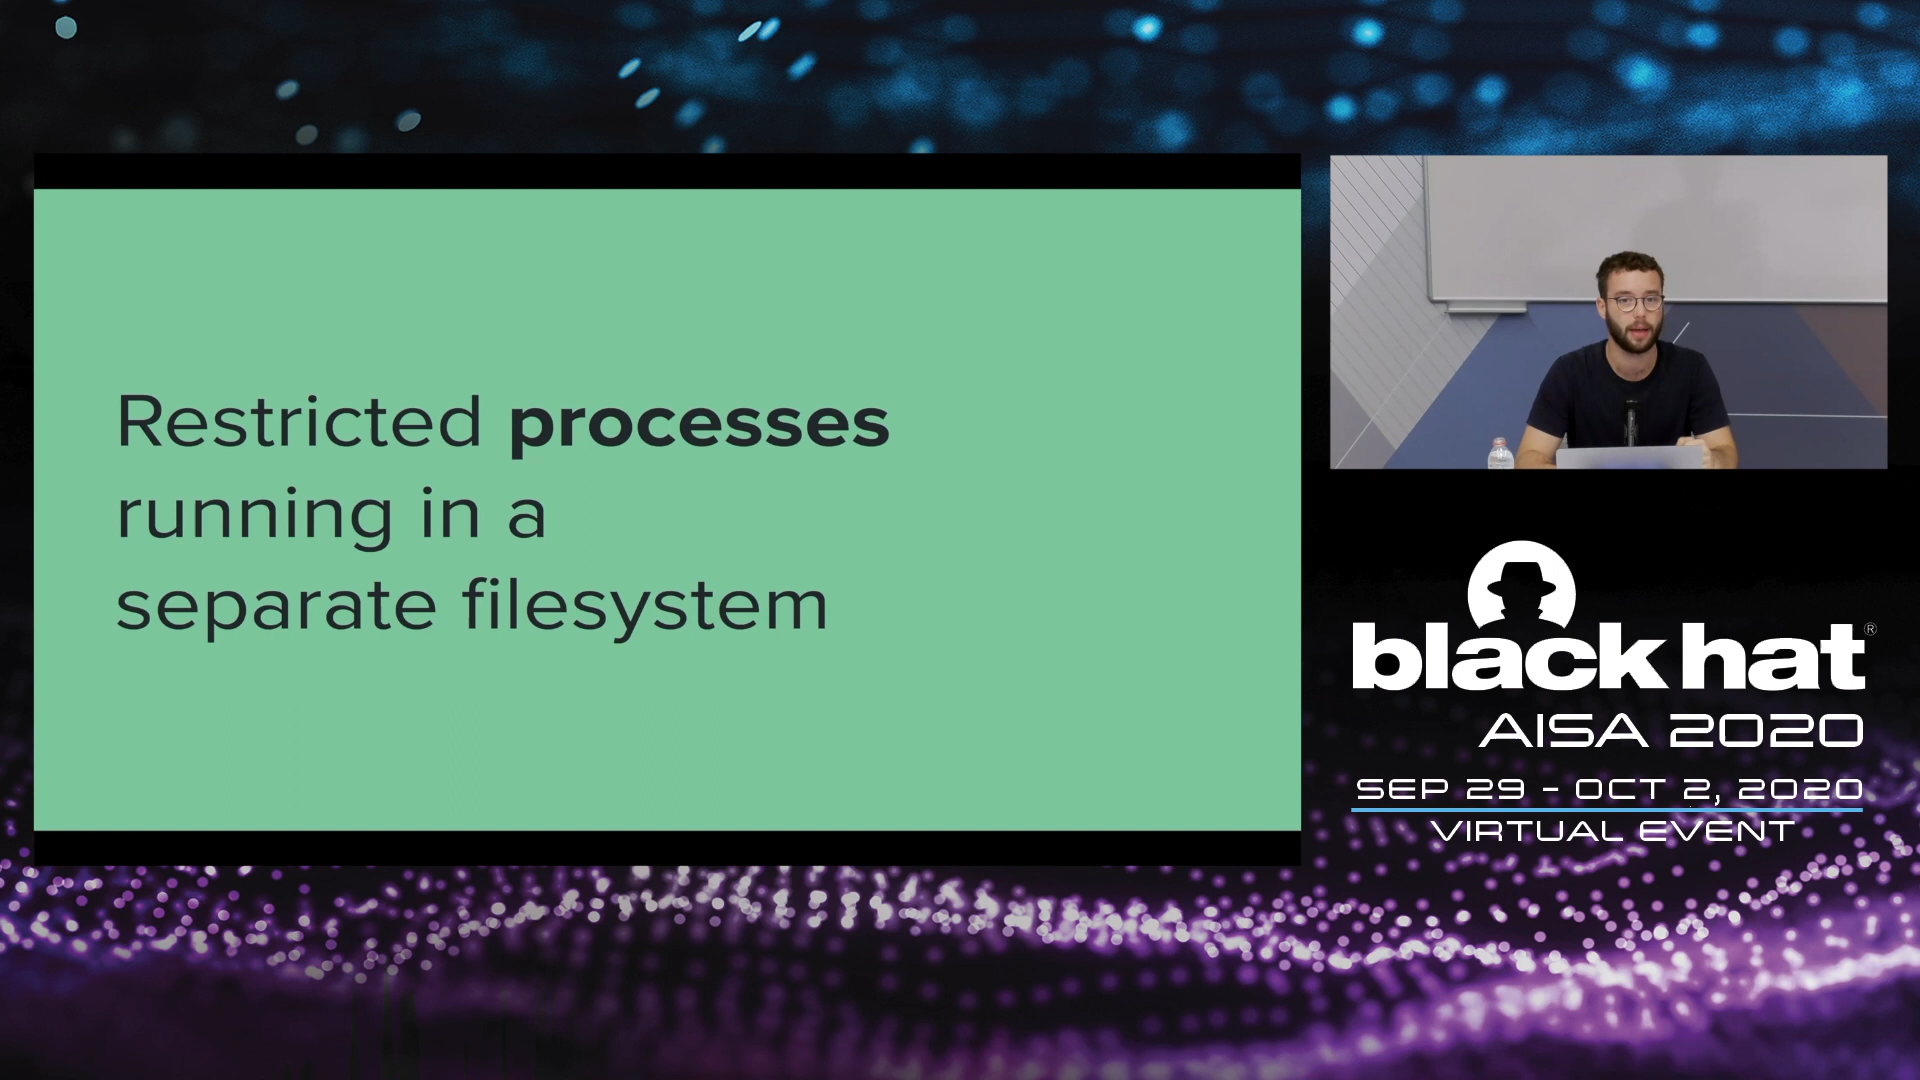 Restricted processes
running in a
separate filesystem
black hat®
AISA 2020
SEP 29 - OCT 2, 2020
VIRTUAL EVENT